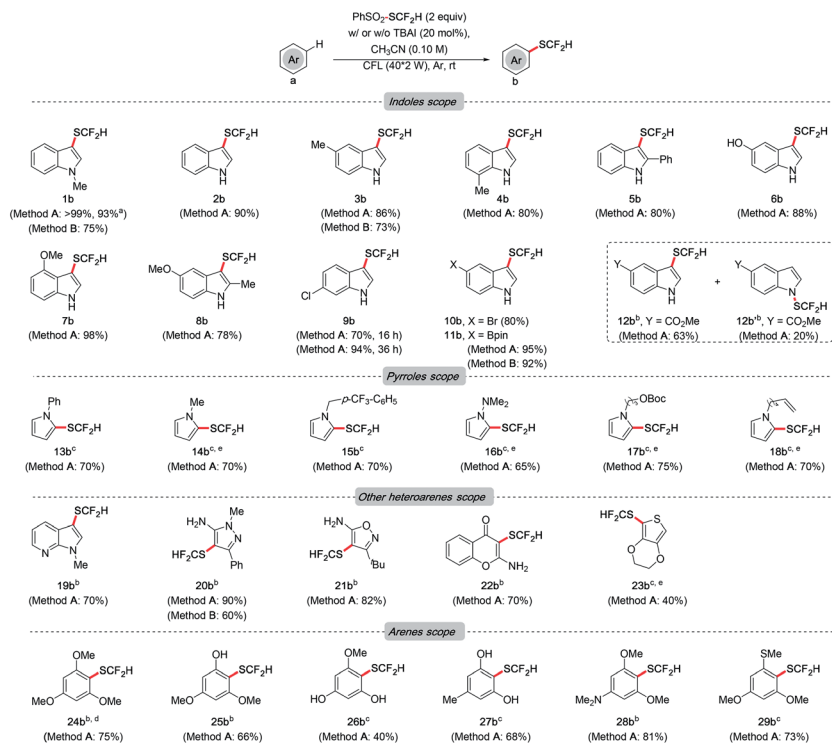 PhSO2-SCF2H (2 equiv)
w/ or w/o TBAI (20 mol%),
CH3CN (0.10 M)
CFL (40*2 W), Ar, rt
Ar
H
a
Ar
SCF2H
b
Indoles scope
SCF2H
N
Me
1b
(Method A: >99%, 93%a)
(Method B: 75%)
SCF2H
N
H
2b
(Method A: 90%)
Me
SCF2H
N
H
3b
(Method A: 86%)
(Method B: 73%)
SCF2H
N
H
Me
4b
(Method A: 80%)
SCF2H
Ph
N
H
5b
(Method A: 80%)
HO
SCF2H
N
H
6b
(Method A: 88%)
OMe
SCF2H
N
H
7b
(Method A: 98%)
MeO
SCF2H
Me
N
H
8b
(Method A: 78%)
SCF2H
Cl
N
H
9b
(Method A: 70%, 16 h)
(Method A: 94%, 36 h)
X
SCF2H
N
H
10b, X = Br (80%)
11b, X = Bpin
(Method A: 95%)
(Method B: 92%)
Y
SCF2H
N
H
12bb, Y = CO2Me
(Method A: 63%)
+
Y
N
SCF2H
12b'b, Y = CO2Me
(Method A: 20%)
Pyrroles scope
Ph
N
SCF2H
13bc
(Method A: 70%)
Me
N
SCF2H
14bc, e
(Method A: 70%)
p-CF3-C6H5
N
SCF2H
15bc
(Method A: 70%)
NMe2
N
SCF2H
16bc, e
(Method A: 65%)
OBoc
N
SCF2H
17bc, e
(Method A: 75%)
N
SCF2H
18bc, e
(Method A: 70%)
Other heteroarenes scope
SCF2H
N
N
Me
19bb
(Method A: 70%)
H2N
Me
N
N
HF2CS
Ph
20bb
(Method A: 90%)
(Method B: 60%)
H2N
O
N
HF2CS
tBu
21bb
(Method A: 82%)
O
SCF2H
O
NH2
22bb
(Method A: 70%)
HF2CS
S
O
O
23bc, e
(Method A: 40%)
Arenes scope
OMe
SCF2H
MeO
OMe
24bb, d
(Method A: 75%)
OH
SCF2H
MeO
OMe
25bb
(Method A: 66%)
OMe
SCF2H
HO
OH
26bc
(Method A: 40%)
OH
SCF2H
Me
OH
27bc
(Method A: 68%)
OMe
SCF2H
Me2N
OMe
28bb
(Method A: 81%)
SMe
SCF2H
MeO
OMe
29bc
(Method A: 73%)